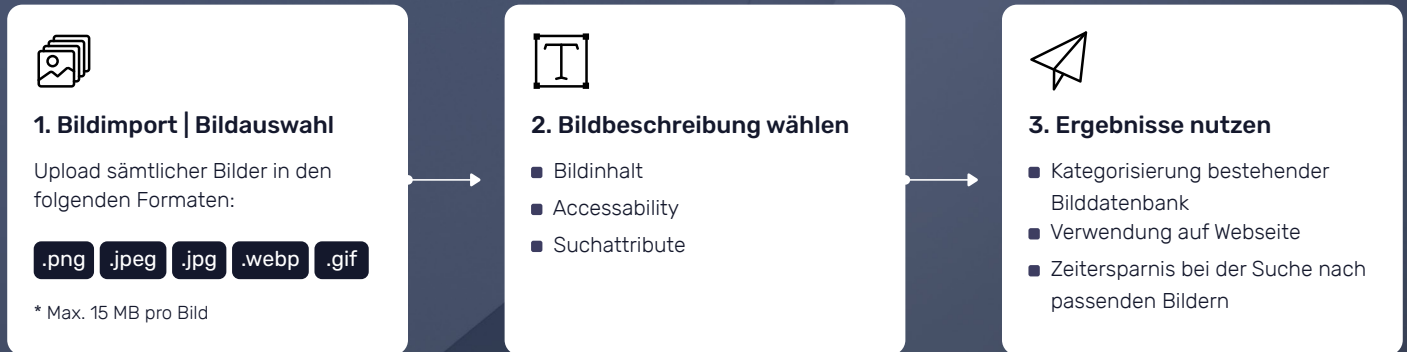 1. Bildimport | Bildauswahl
Upload sämtlicher Bilder in den
folgenden Formaten:
.png .jpeg .jpg .webp .gif
* Max. 15 MB pro Bild
2. Bildbeschreibung wählen
Bildinhalt
Accessability
Suchattribute
3. Ergebnisse nutzen
Kategorisierung bestehender
Bilddatenbank
Verwendung auf Webseite
Zeitersparnis bei der Suche nach
passenden Bildern